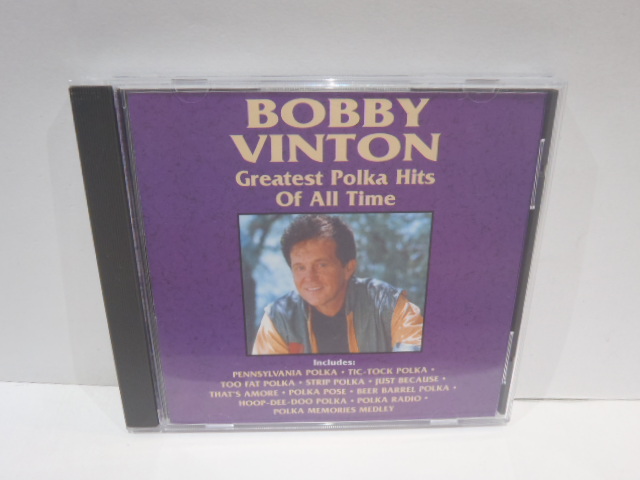 BOBBY
VINTON
Greatest Polka Hits
Of All Time
Includes:
PENNSYLVANIA POLKA • TIC-TOCK POLKA •
TOO FAT POLKA • STRIP POLKA • JUST BECAUSE •
THAT'S AMORE • POLKA POSE • BEER BARREL POLKA •
HOOP-DEE-DOO POLKA • POLKA RADIO •
POLKA MEMORIES MEDLEY